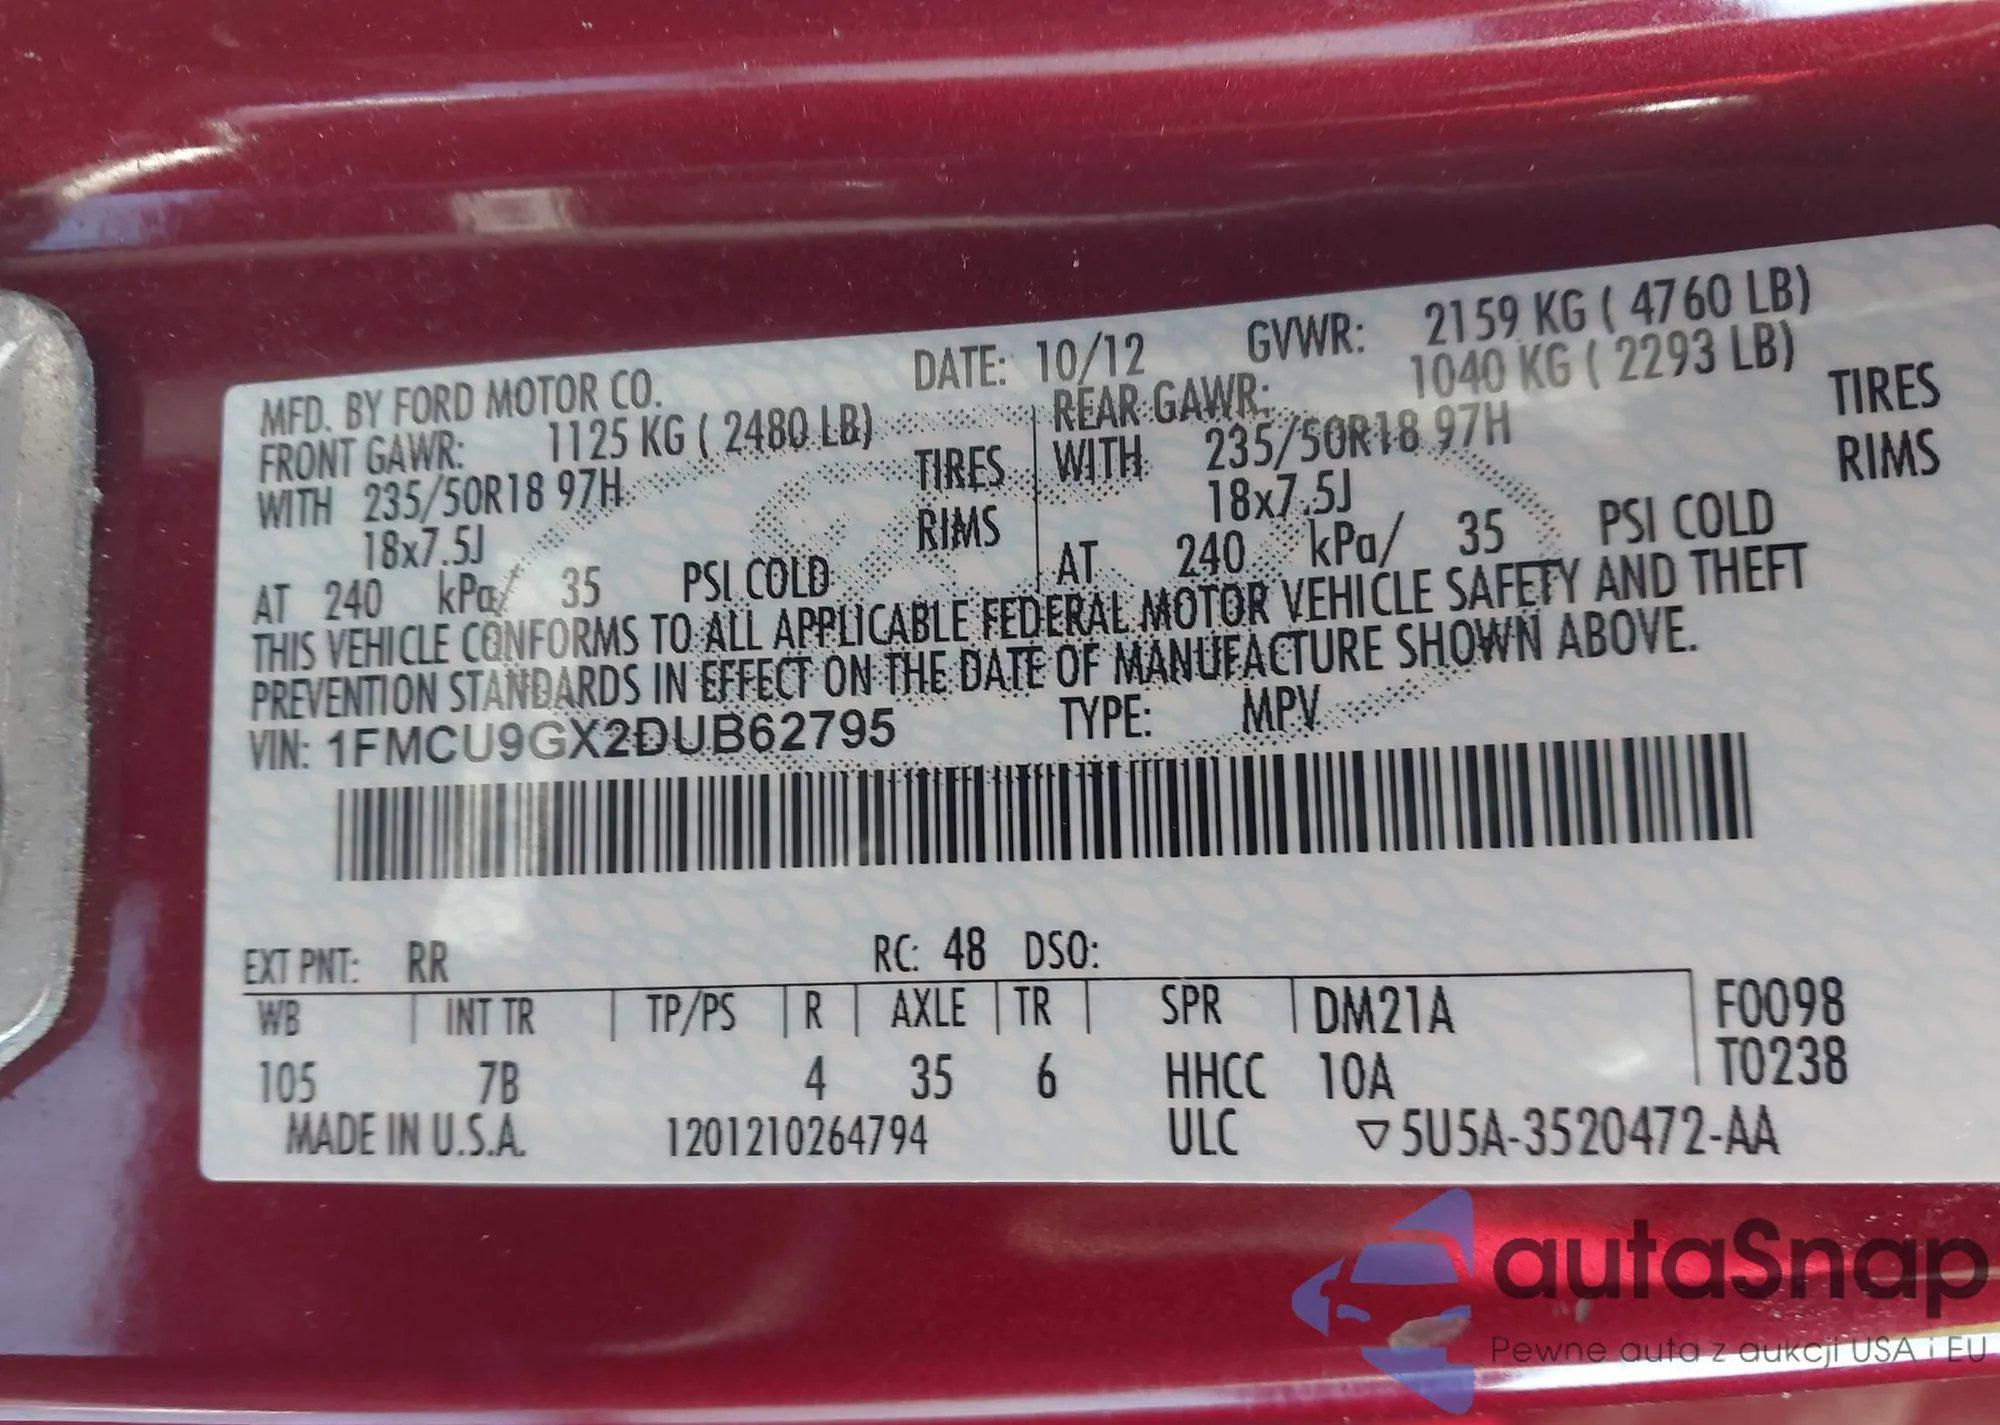 MFD. BY FORD MOTOR CO. DATE: 10/12 GVWR: 2159 KG ( 4760 LB)
FRONT GAWR: 1125 KG ( 2480 LB) REAR GAWR: 1040 KG ( 2293 LB)
WITH 235/50R18 97H TIRES WITH 235/50R18 97H TIRES
18x7.5J RIMS 18x7.5J RIMS
AT 240 kPa/ 35 PSI COLD AT 240 kPa/ 35 PSI COLD
THIS VEHICLE CONFORMS TO ALL APPLICABLE FEDERAL MOTOR VEHICLE SAFETY AND THEFT
PREVENTION STANDARDS IN EFFECT ON THE DATE OF MANUFACTURE SHOWN ABOVE.
VIN: 1FMCU9GX2DUB62795 TYPE: MPV
EXT PNT: RR RC: 48 DSO:
WB INT TR TP/PS R AXLE TR SPR DM21A F0098
105 7B 4 35 6 HHCC 10A T0238
MADE IN U.S.A. 1201210264794 ULC ▽5U5A-3520472-AA
autaSnap
Pewne auta z aukcji USA i EU